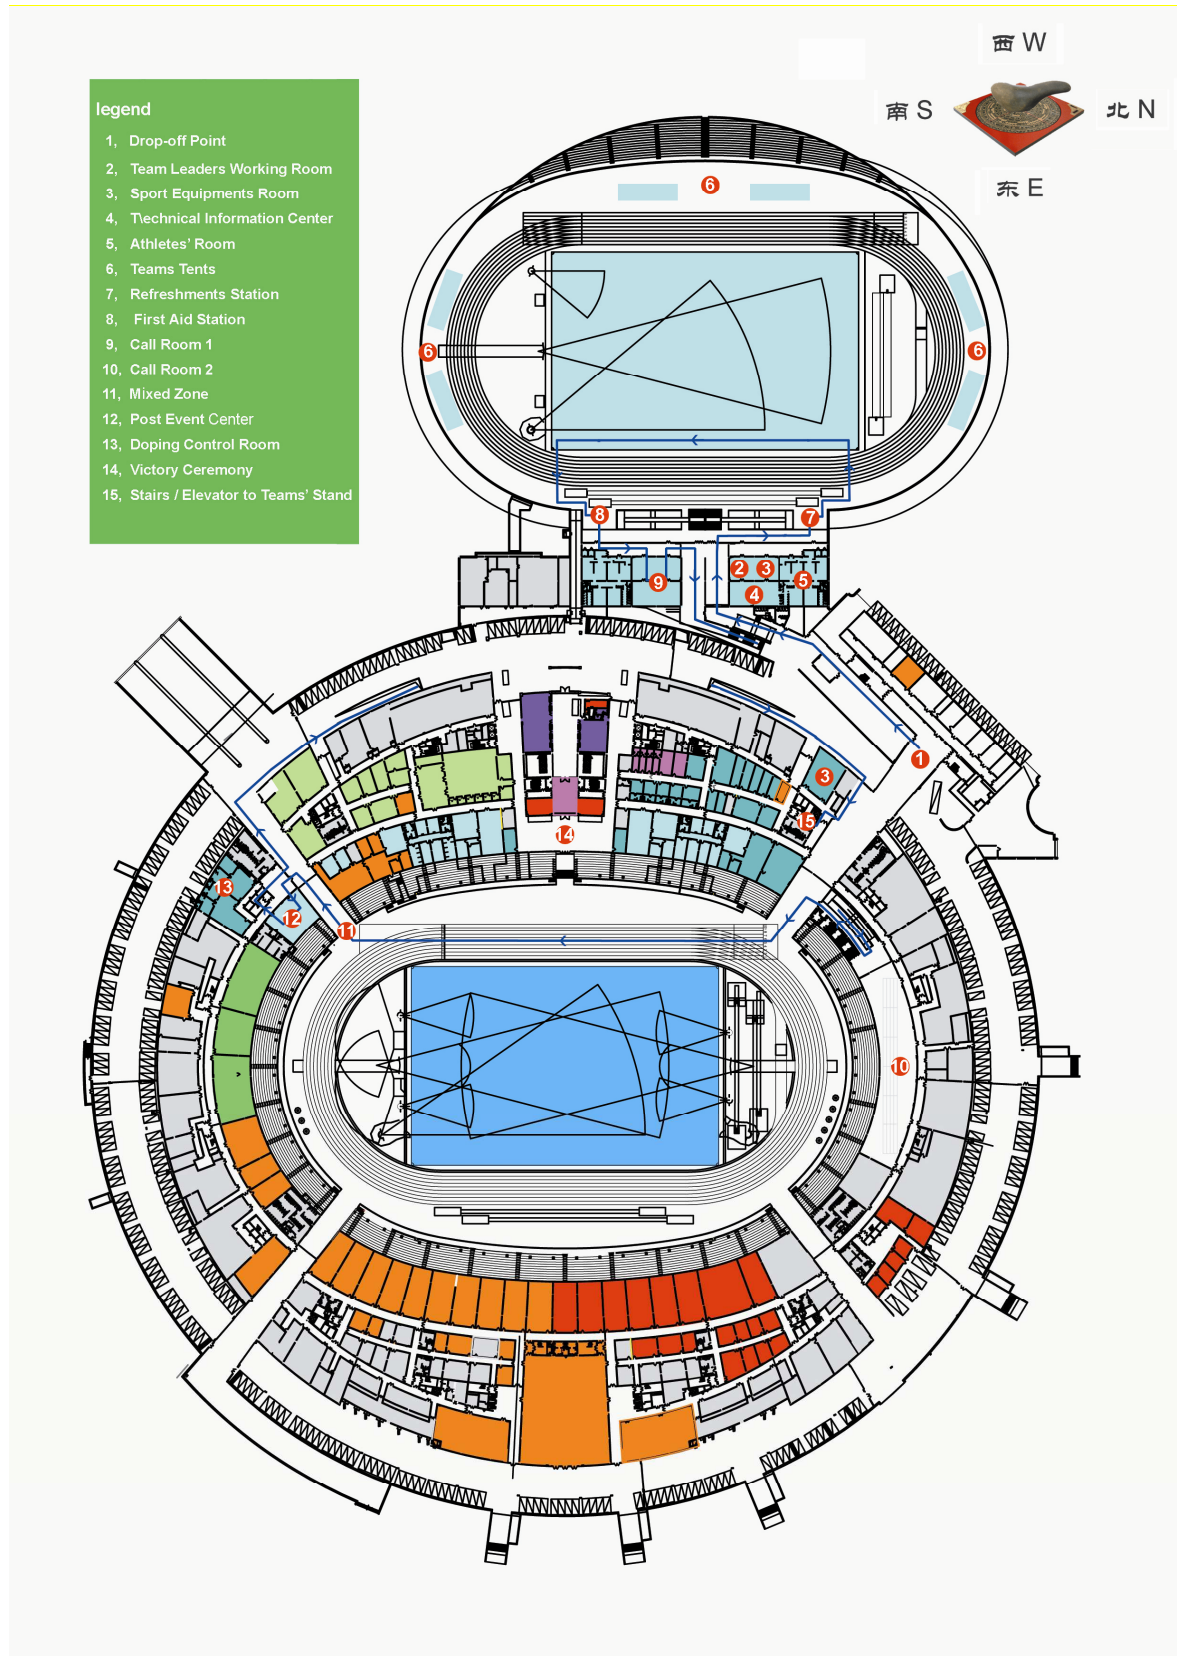 西 W
南 S
北 N
东 E
legend
1, Drop-off Point
2, Team Leaders Working Room
3, Sport Equipments Room
4, T\echnical Information Center
5, Athletes' Room
6, Teams Tents
7, Refreshments Station
8, First Aid Station
9, Call Room 1
10, Call Room 2
11, Mixed Zone
12, Post Event Center
13, Doping Control Room
14, Victory Ceremony
15, Stairs / Elevator to Teams' Stand
6
6
6
8
7
9
2
3
5
4
1
3
15
14
13
12
11
10